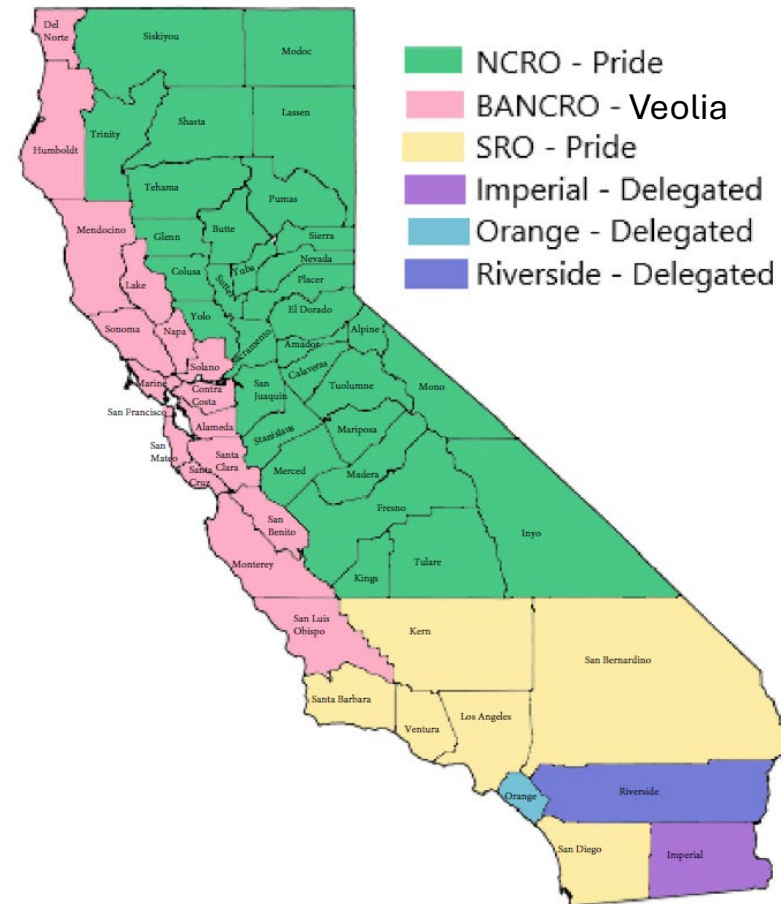 Del
Norte
Siskiyou
Modoc
NCRO - Pride
BANCRO - Veolia
SRO - Pride
Imperial - Delegated
Orange - Delegated
Riverside - Delegated
Humboldt
Trinity
Shasta
Lassen
Tehama
Pumas
Mendocino
Glenn
Butte
Sierra
Colusa
Sutter
Yuba
Nevada
Placer
Lake
Yolo
El Dorado
Sonoma
Napa
Alpine
Amador
Solano
Calaveras
Mono
Marine
Contra
Costa
San
Juaquin
Tuolumne
San Francisco
Alameda
Stanislaus
Mariposa
San
Mateo
Santa
Clara
Santa
Cruz
Merced
Madera
Fresno
San
Benito
Inyo
Monterey
Kings
Tulare
San Luis
Obispo
Kern
San Bernardino
Santa Barbara
Ventura
Los Angeles
Orange
Riverside
San Diego
Imperial